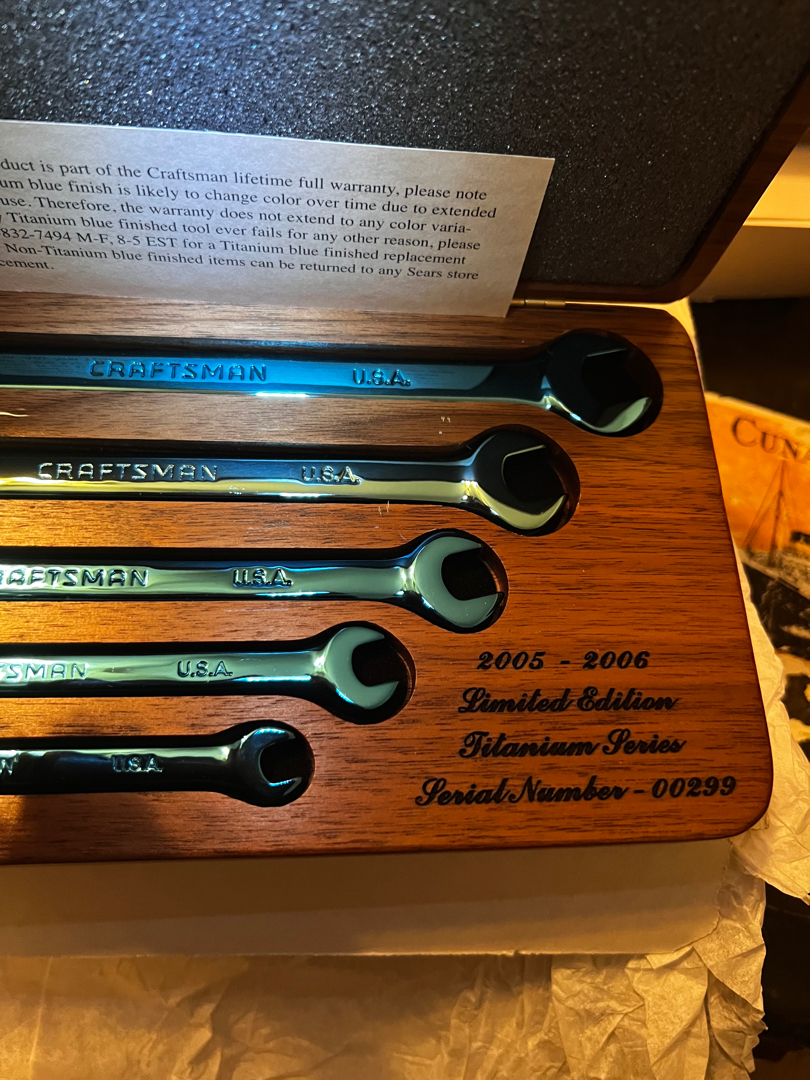 duct is part of the Craftsman lifetime full warranty, please note
um blue finish is likely to change color over time due to extended
use. Therefore, the warranty does not extend to any color varia-
Titanium blue finished tool ever fails for any other reason, please
832-7494 M-F, 8-5 EST for a Titanium blue finished replacement
Non-Titanium blue finished items can be returned to any Sears store
cement.
CRAFTSMAN U.S.A.
CRAFTSMAN U.S.A.
RAFTSMAN U.S.A.
SMAN U.S.A.
U.S.A.
CUNA
2005 - 2006
Limited Edition
Titanium Series
Serial Number - 00299